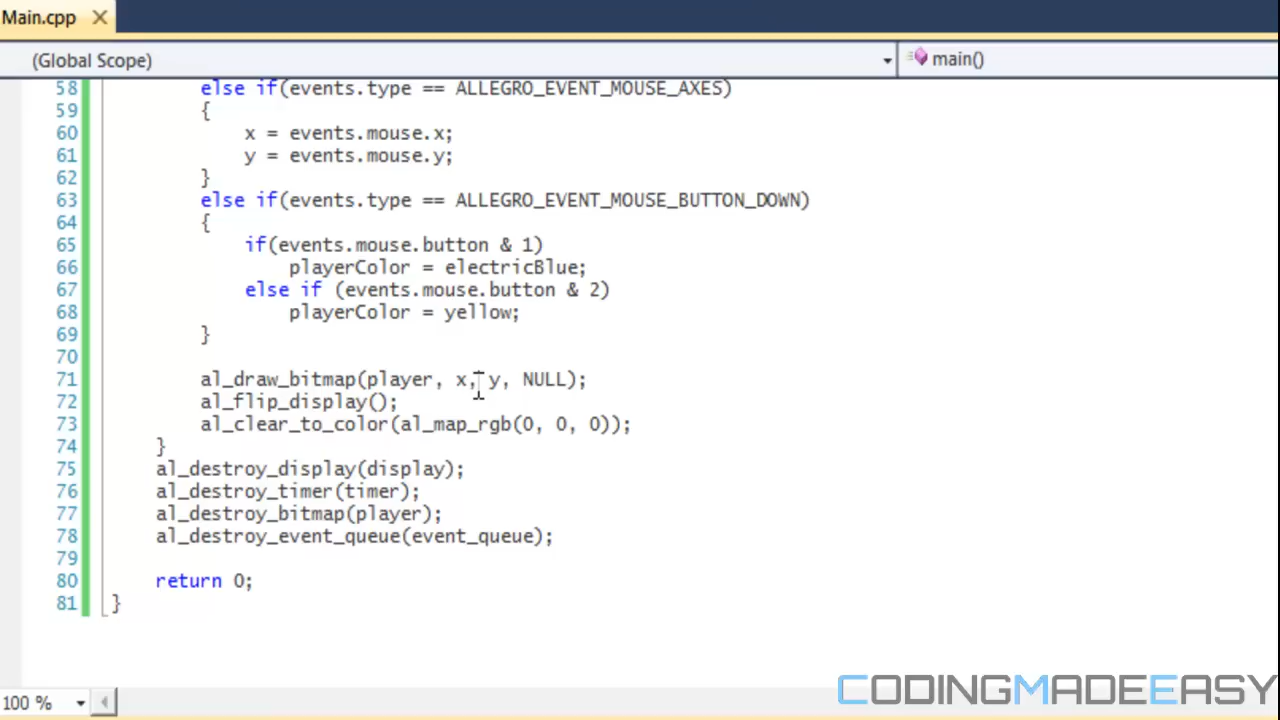 Main.cpp
(Global Scope) main()
58 else if(events.type == ALLEGRO_EVENT_MOUSE_AXES)
59 {
60 x = events.mouse.x;
61 y = events.mouse.y;
62 }
63 else if(events.type == ALLEGRO_EVENT_MOUSE_BUTTON_DOWN)
64 {
65 if(events.mouse.button & 1)
66 playerColor = electricBlue;
67 else if (events.mouse.button & 2)
68 playerColor = yellow;
69 }
70
71 al_draw_bitmap(player, x, y, NULL);
72 al_flip_display();
73 al_clear_to_color(al_map_rgb(0, 0, 0));
74 }
75 al_destroy_display(display);
76 al_destroy_timer(timer);
77 al_destroy_bitmap(player);
78 al_destroy_event_queue(event_queue);
79
80 return 0;
81 }
100 %
CODINGMADEEASY